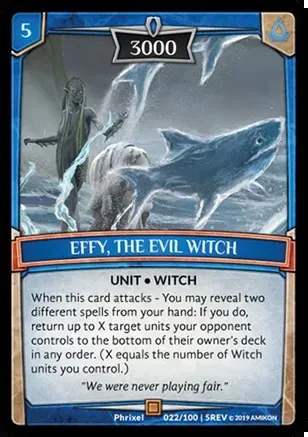 5
3000
EFFY, THE EVIL WITCH
UNIT • WITCH
When this card attacks - You may reveal two
different spells from your hand: If you do,
return up to X target units your opponent
controls to the bottom of their owner's deck
in any order. (X equals the number of Witch
units you control.)
"We were never playing fair."
Phrixel 022/100 | 5REV ©2019 AMIKON